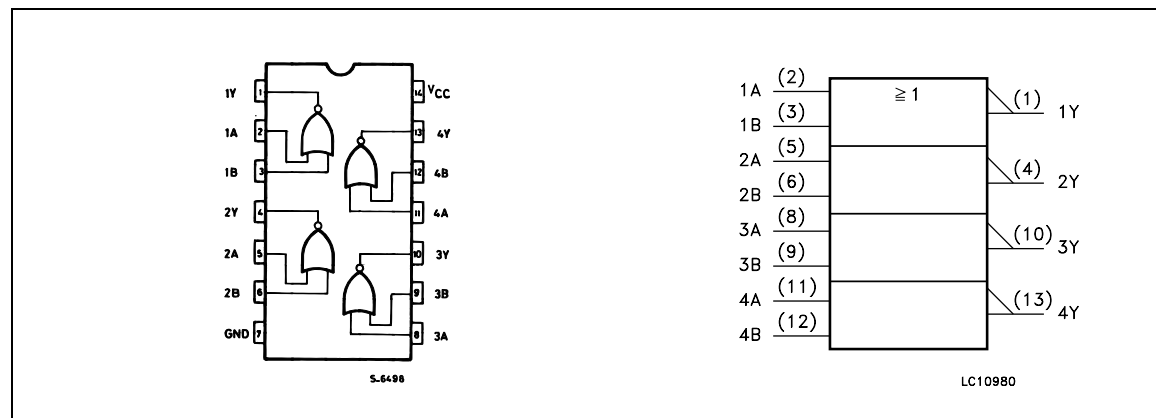 1Y 1 14 VCC
1A 2 13 4Y
1B 3 12 4B
2Y 4 11 4A
2A 5 10 3Y
2B 6 9 3B
GND 7 8 3A
S-6498
1A (2) ≧1 (1) 1Y
1B (3)
2A (5) (4) 2Y
2B (6)
3A (8) (10) 3Y
3B (9)
4A (11) (13) 4Y
4B (12)
LC10980